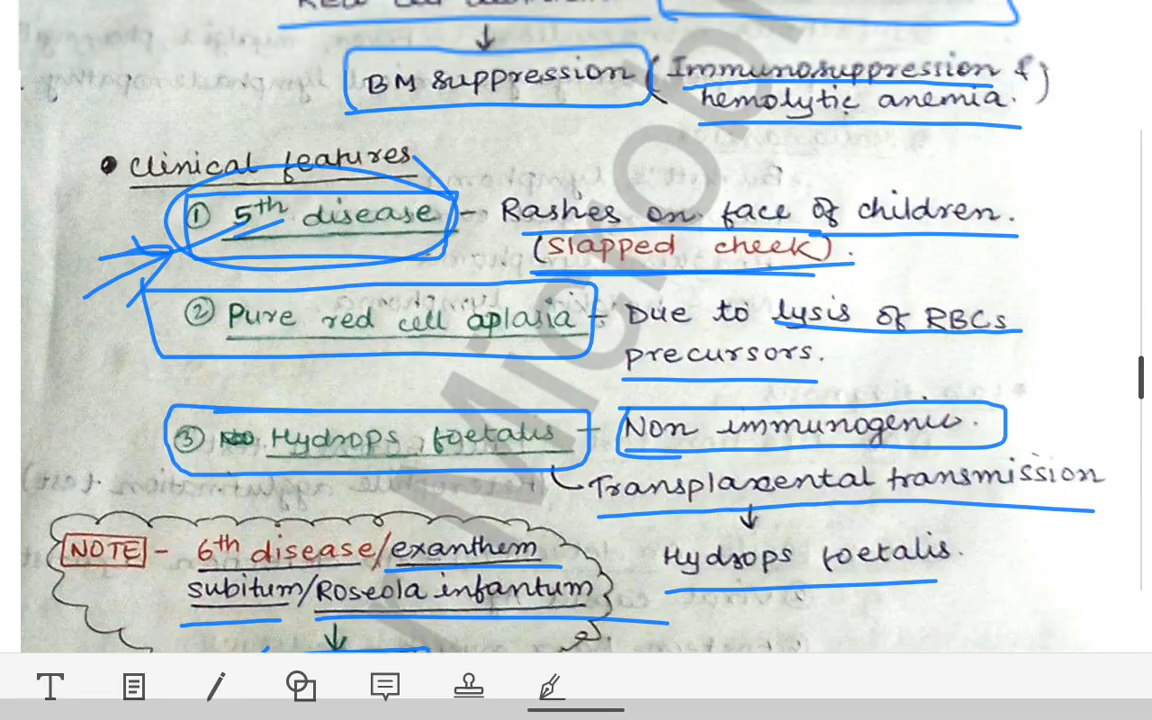 BM suppression (Immunosuppression & hemolytic anemia.)
• Clinical features
① 5th disease - Rashes on face of children.
(slapped cheek).
② Pure red cell aplasia - Due to lysis of RBCs
precursors.
③ Hydrops foetalis - Non immunogenic.
Transplacental transmission
↓
Hydrops foetalis.
NOTE - 6th disease/exanthem
subitum/Roseola infantum